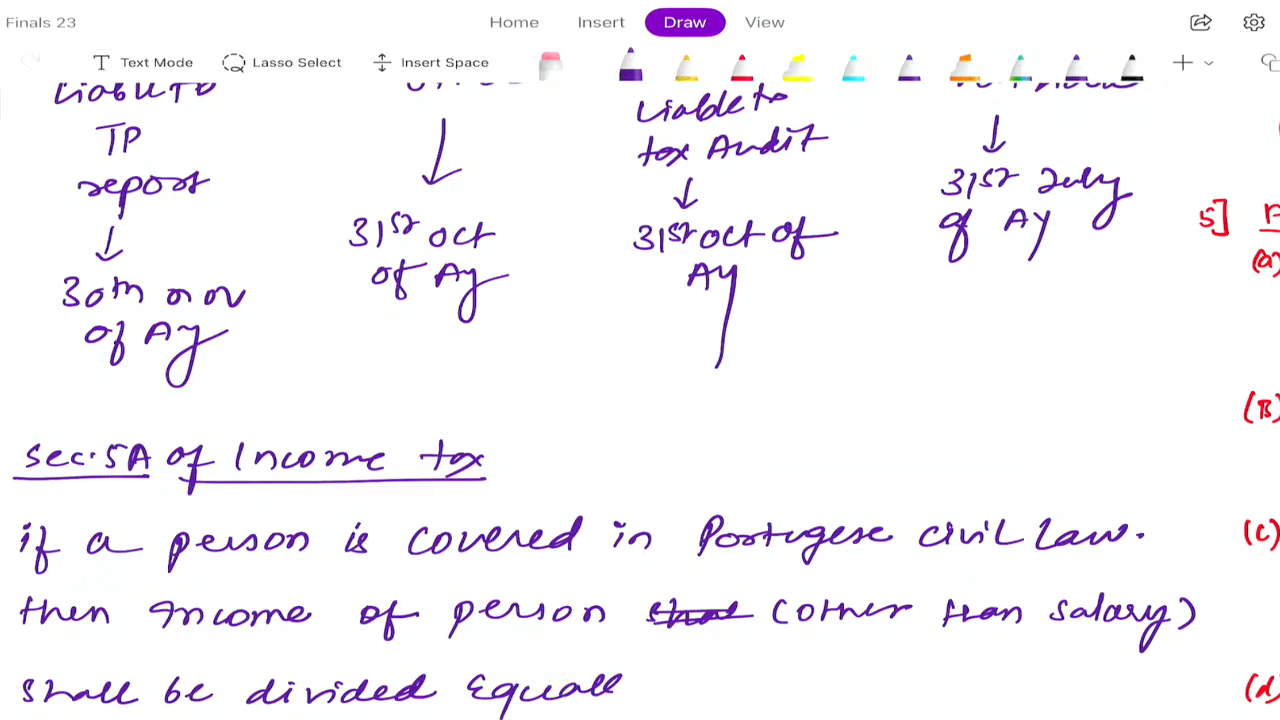 Finals 23
Home Insert Draw View
Text Mode Lasso Select Insert Space
Liable to
TP
report
30th nov
of Ay
31st oct
of Ay
Liable to
tax Audit
31st oct of
AY
31st July
of AY
5]
(a)
(B)
(c)
(d)
Sec. 5A of Income tax
if a person is covered in Portugese civil law.
then Income of person (other than salary)
shall be divided Equall